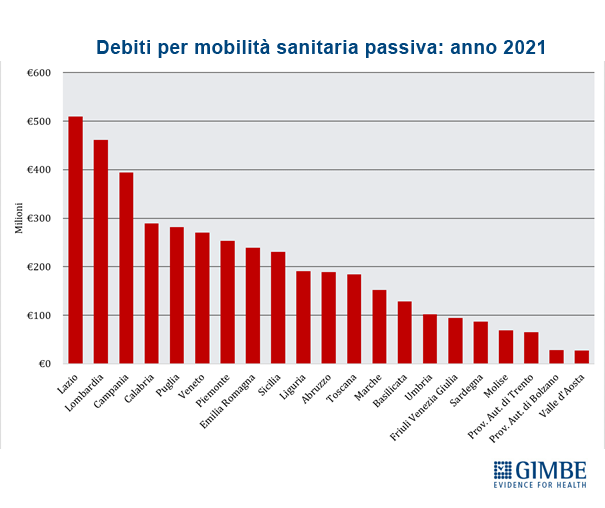 Debiti per mobilità sanitaria passiva: anno 2021
€600
€500
€400
€300
€200
€100
€0
Milioni
Lazio
Lombardia
Campania
Calabria
Puglia
Veneto
Piemonte
Emilia Romagna
Sicilia
Liguria
Abruzzo
Toscana
Marche
Basilicata
Umbria
Friuli Venezia Giulia
Sardegna
Molise
Prov. Aut. di Trento
Prov. Aut. di Bolzano
Valle d'Aosta
GIMBE
EVIDENCE FOR HEALTH